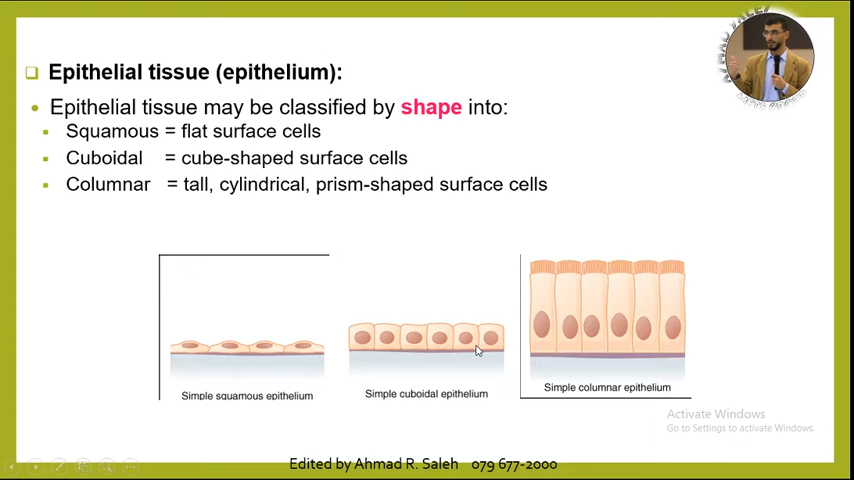 Epithelial tissue (epithelium):
Epithelial tissue may be classified by shape into:
Squamous = flat surface cells
Cuboidal = cube-shaped surface cells
Columnar = tall, cylindrical, prism-shaped surface cells
Simple squamous epithelium
Simple cuboidal epithelium
Simple columnar epithelium
Activate Windows
Go to Settings to activate Windows.
Edited by Ahmad R. Saleh 079 677-2000